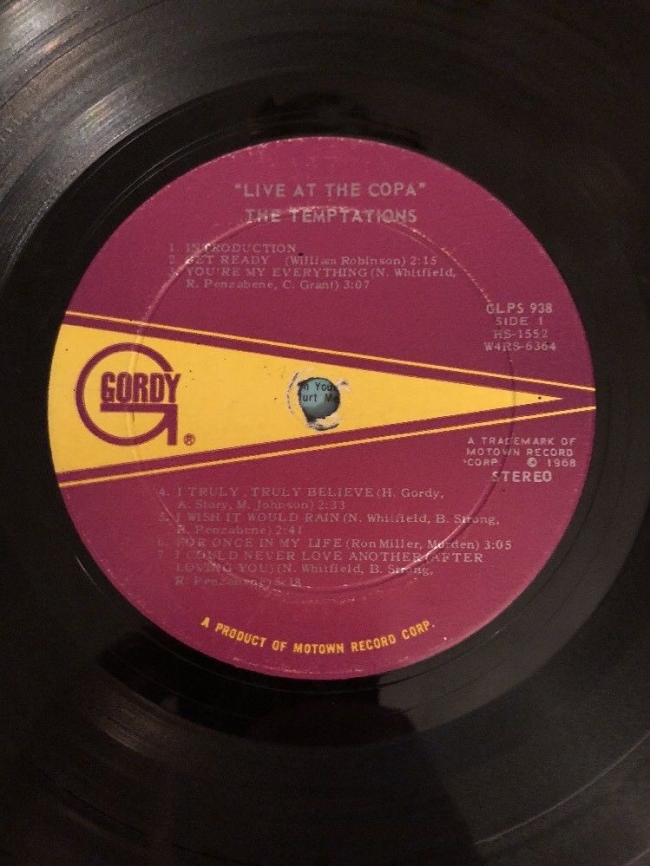 "LIVE AT THE COPA"
THE TEMPTATIONS
1. INTRODUCTION
2. GET READY (William Robinson) 2:15
3. YOU'RE MY EVERYTHING (N. Whitfield,
R. Penzabene, C. Grant) 3:07
GLPS 938
SIDE 1
HS-1552
W4RS-6364
GORDY
®
n You
urt Me
A TRADEMARK OF
MOTOWN RECORD
CORP. © 1968
STEREO
4. I TRULY, TRULY BELIEVE (H. Gordy,
A. Story, M. Johnson) 2:33
5. I WISH IT WOULD RAIN (N. Whitfield, B. Strong,
R. Penzabene) 2:41
6. FOR ONCE IN MY LIFE (Ron Miller, Murden) 3:05
7. I COULD NEVER LOVE ANOTHER (AFTER
LOVING YOU) (N. Whitfield, B. Strong,
R. Penzabene)
A PRODUCT OF MOTOWN RECORD CORP.